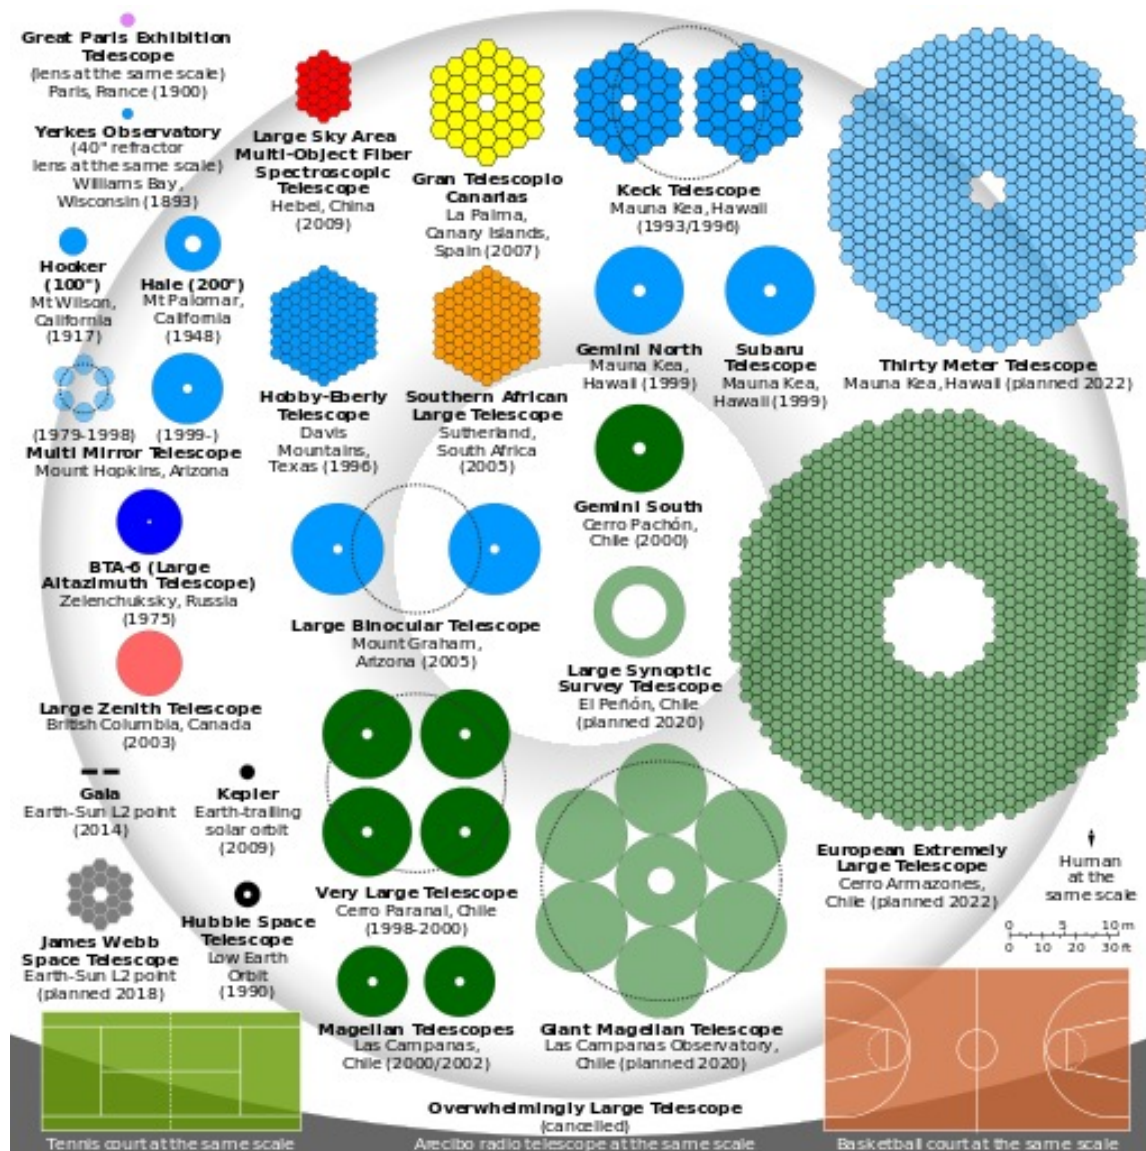 Great Paris Exhibition
Telescope
(lens at the same scale)
Paris, France (1900)
Yerkes Observatory
(40" refractor
lens at the same scale)
Williams Bay,
Wisconsin (1893)
Hooker
(100")
Mt Wilson,
California
(1917)
Hale (200")
Mt Palomar,
California
(1948)
(1979-1998) (1999-)
Multi Mirror Telescope
Mount Hopkins, Arizona
BTA-6 (Large
Altazimuth Telescope)
Zelenchuksky, Russia
(1975)
Large Zenith Telescope
British Columbia, Canada
(2003)
Gaia
Earth-Sun L2 point
(2014)
Kepler
Earth-trailing
solar orbit
(2009)
James Webb
Space Telescope
Earth-Sun L2 point
(planned 2018)
Hubble Space
Telescope
Low Earth
Orbit
(1990)
Large Sky Area
Multi-Object Fiber
Spectroscopic
Telescope
Hebei, China
(2009)
Gran Telescopio
Canarias
La Palma,
Canary Islands,
Spain (2007)
Keck Telescope
Mauna Kea, Hawaii
(1993/1996)
Hobby-Eberly
Telescope
Davis
Mountains,
Texas (1996)
Southern African
Large Telescope
Sutherland,
South Africa
(2005)
Gemini North
Mauna Kea,
Hawaii (1999)
Subaru
Telescope
Mauna Kea,
Hawaii (1999)
Thirty Meter Telescope
Mauna Kea, Hawaii (planned 2022)
Gemini South
Cerro Pachón,
Chile (2000)
Large Binocular Telescope
Mount Graham,
Arizona (2005)
Large Synoptic
Survey Telescope
El Peñón, Chile
(planned 2020)
Very Large Telescope
Cerro Paranal, Chile
(1998-2000)
Magellan Telescopes
Las Campanas,
Chile (2000/2002)
Giant Magellan Telescope
Las Campanas Observatory,
Chile (planned 2020)
European Extremely
Large Telescope
Cerro Armazones,
Chile (planned 2022)
Human
at the
same scale
0 5 10 m
0 10 20 30 ft
Overwhelmingly Large Telescope
(cancelled)
Tennis court at the same scale
Arecibo radio telescope at the same scale
Basketball court at the same scale